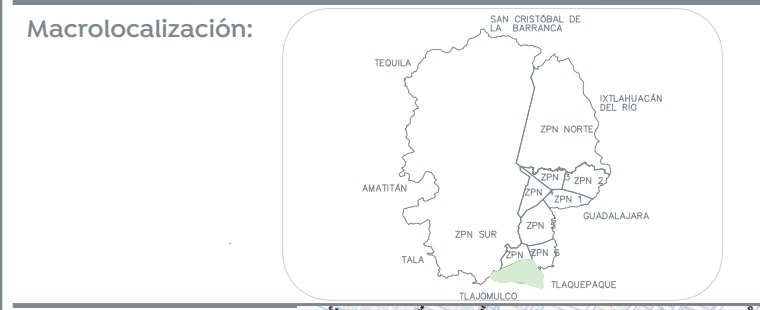 Macrolocalización:
SAN CRISTÓBAL DE
LA BARRANCA
TEQUILA
IXTLAHUACÁN
DEL RÍO
ZPN NORTE
ZPN 3
ZPN 2
AMATITÁN
ZPN
ZPN 1
GUADALAJARA
ZPN
ZPN SUR
ZPN
ZPN 6
TALA
TLAQUEPAQUE
TLAJOMULCO